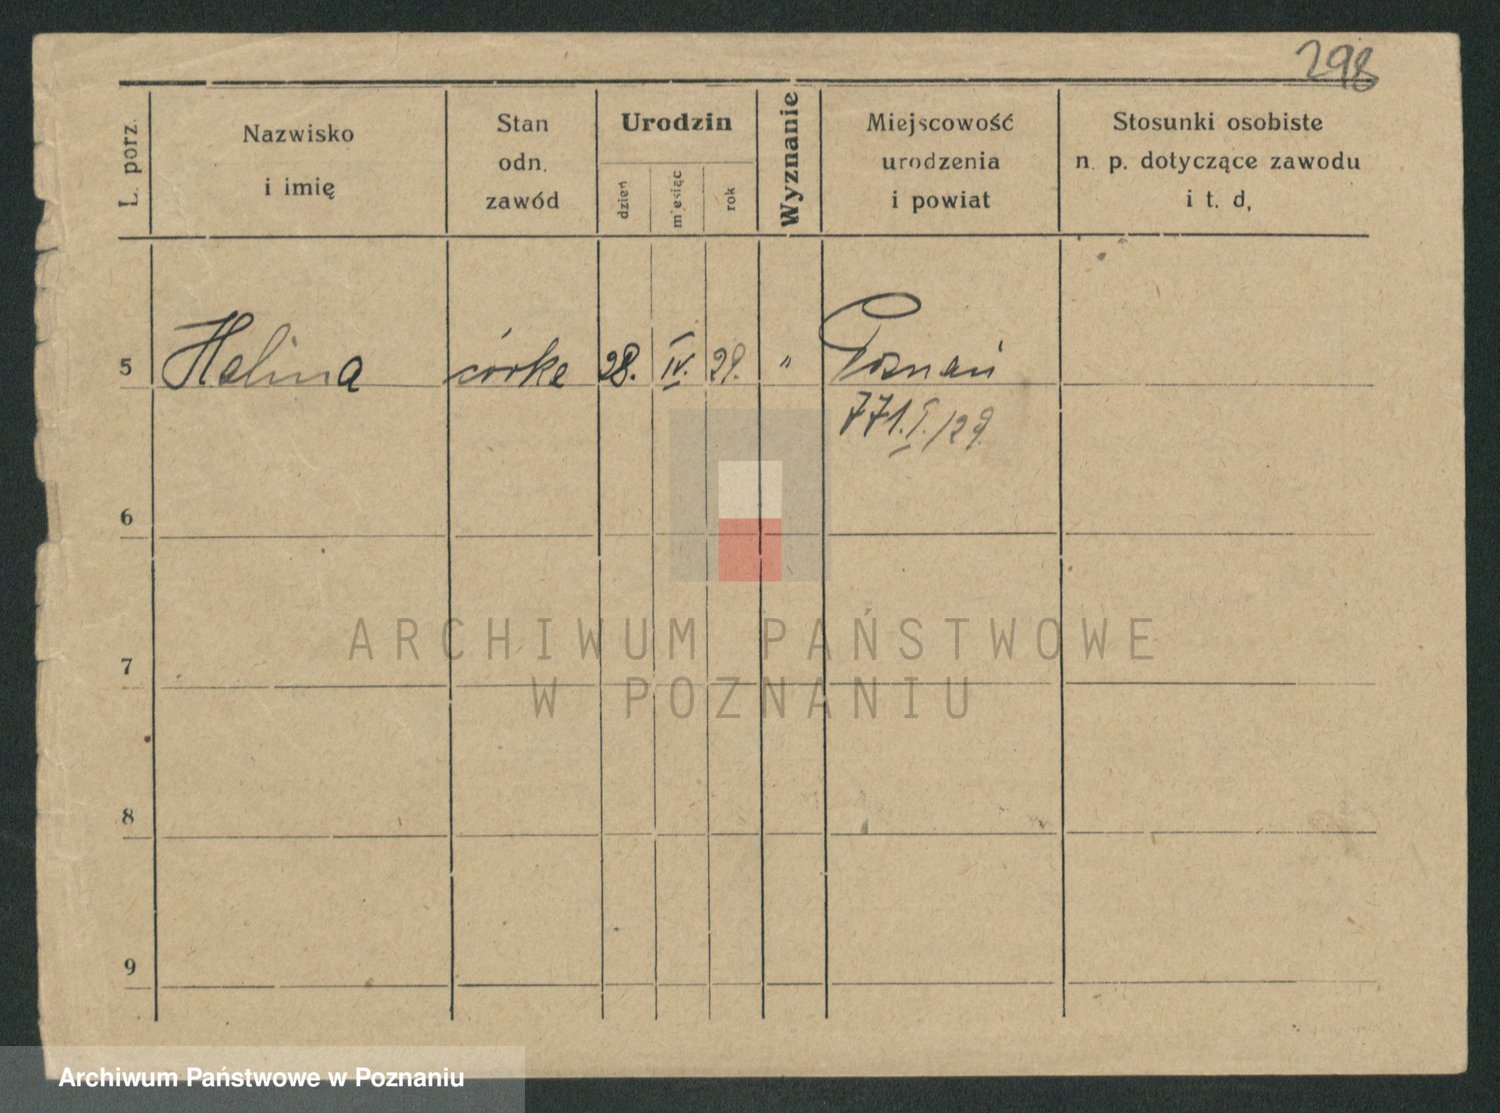 298
L. porz.
Nazwisko
i imię
Stan
odn.
zawód
Urodzin
dzień
miesiąc
rok
Wyznanie
Miejscowość
urodzenia
i powiat
Stosunki osobiste
n. p. dotyczące zawodu
i t. d,
5 Halina córka 28. IV. 29. " Poznań
771.I./29.
6
7
8
9
ARCHIWUM PAŃSTWOWE
W POZNANIU
Archiwum Państwowe w Poznaniu